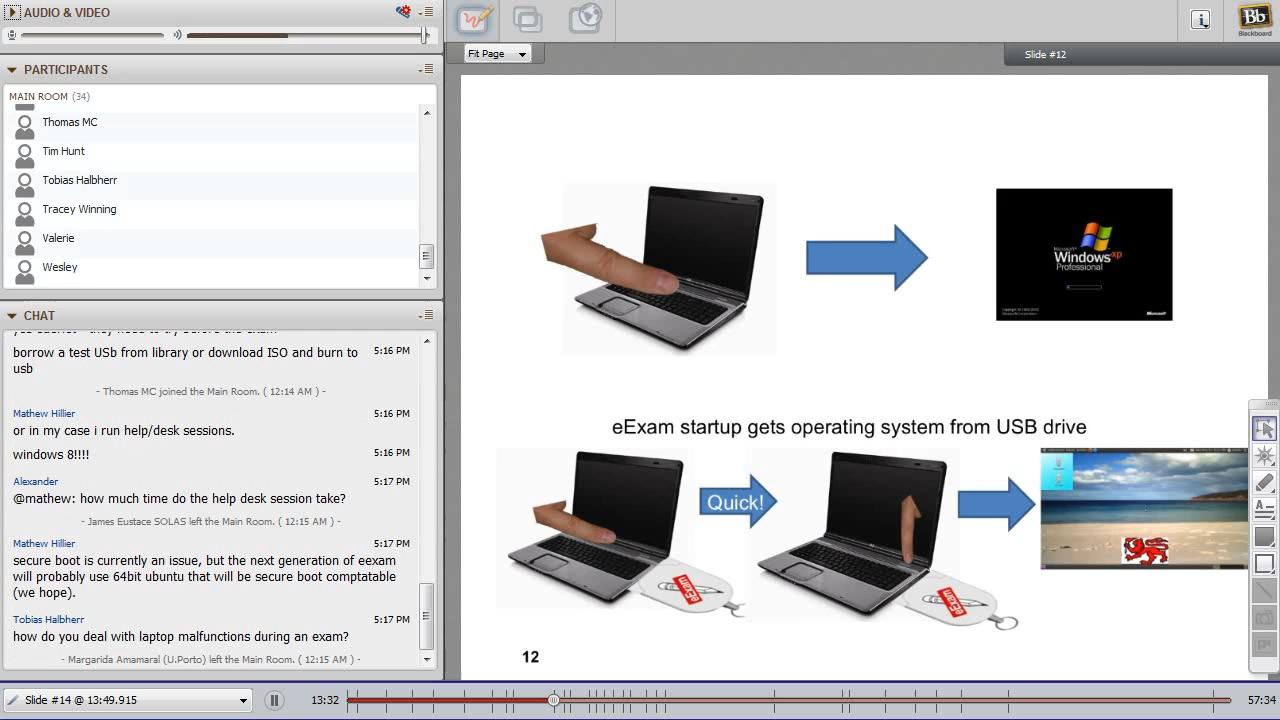 AUDIO & VIDEO
PARTICIPANTS
MAIN ROOM (34)
Thomas MC
Tim Hunt
Tobias Halbherr
Tracey Winning
Valerie
Wesley
CHAT
borrow a test USb from library or download ISO and burn to 5:16 PM
usb
- Thomas MC joined the Main Room. ( 12:14 AM ) -
Mathew Hillier 5:16 PM
or in my case i run help/desk sessions.
windows 8!!!! 5:16 PM
Alexandra 5:17 PM
@mathew: how much time do the help desk session take?
- James Eustace SOLAS left the Main Room. ( 12:15 AM ) -
Mathew Hillier 5:17 PM
secure boot is currently an issue, but the next generation of eexam
will probably use 64bit ubuntu that will be secure boot comptatable
(we hope).
Tobias Halbherr 5:17 PM
how do you deal with laptop malfunctions during an exam?
- Margarida Amamaral (U.Porto) left the Main Room. ( 12:15 AM ) -
Slide #14 @ 13:49.915
13:32
57:34
Fit Page
Slide #12
Bb
Blackboard
Microsoft
Windows xp
Professional
Microsoft
eExam startup gets operating system from USB drive
Quick!
eExam
eExam
12